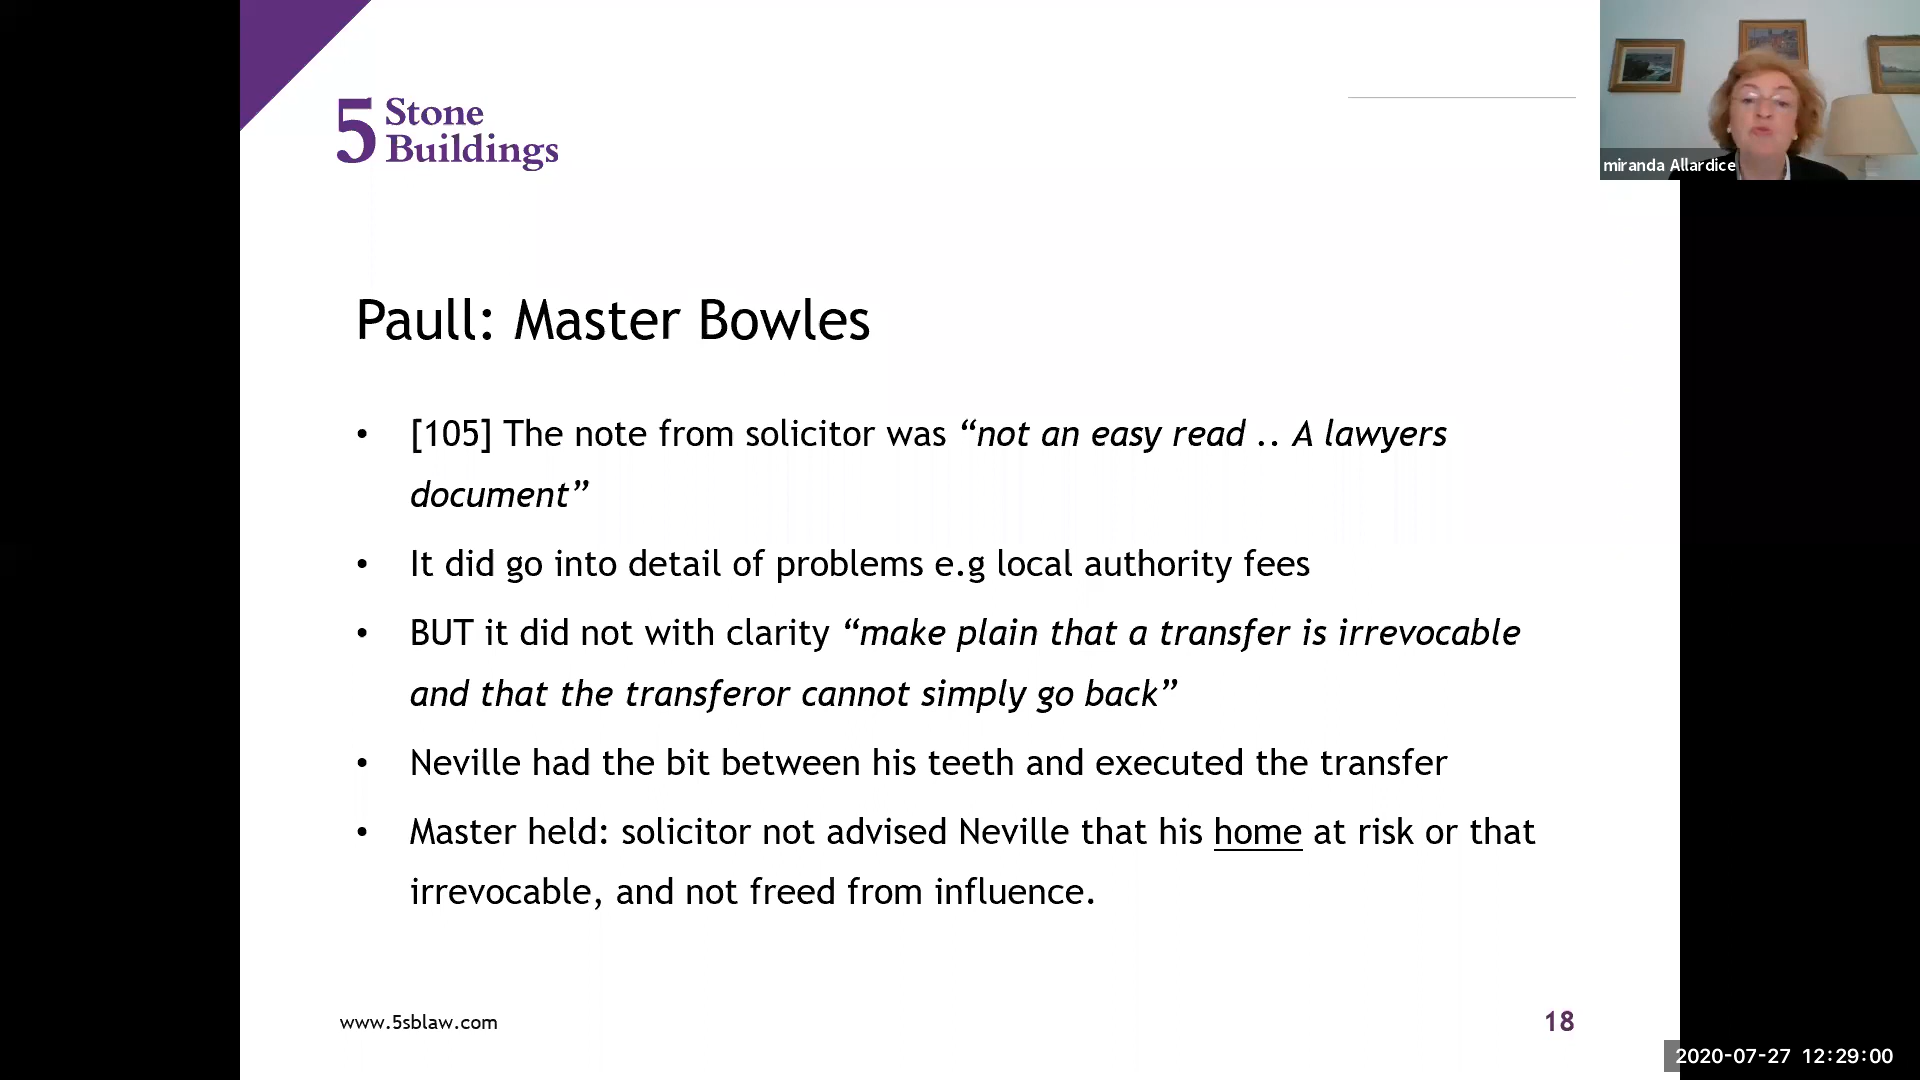 5 Stone
Buildings
miranda Allardice
Paull: Master Bowles
• [105] The note from solicitor was “not an easy read .. A lawyers
document”
• It did go into detail of problems e.g local authority fees
• BUT it did not with clarity “make plain that a transfer is irrevocable
and that the transferor cannot simply go back”
• Neville had the bit between his teeth and executed the transfer
• Master held: solicitor not advised Neville that his home at risk or that
irrevocable, and not freed from influence.
www.5sblaw.com
18
2020-07-27 12:29:00